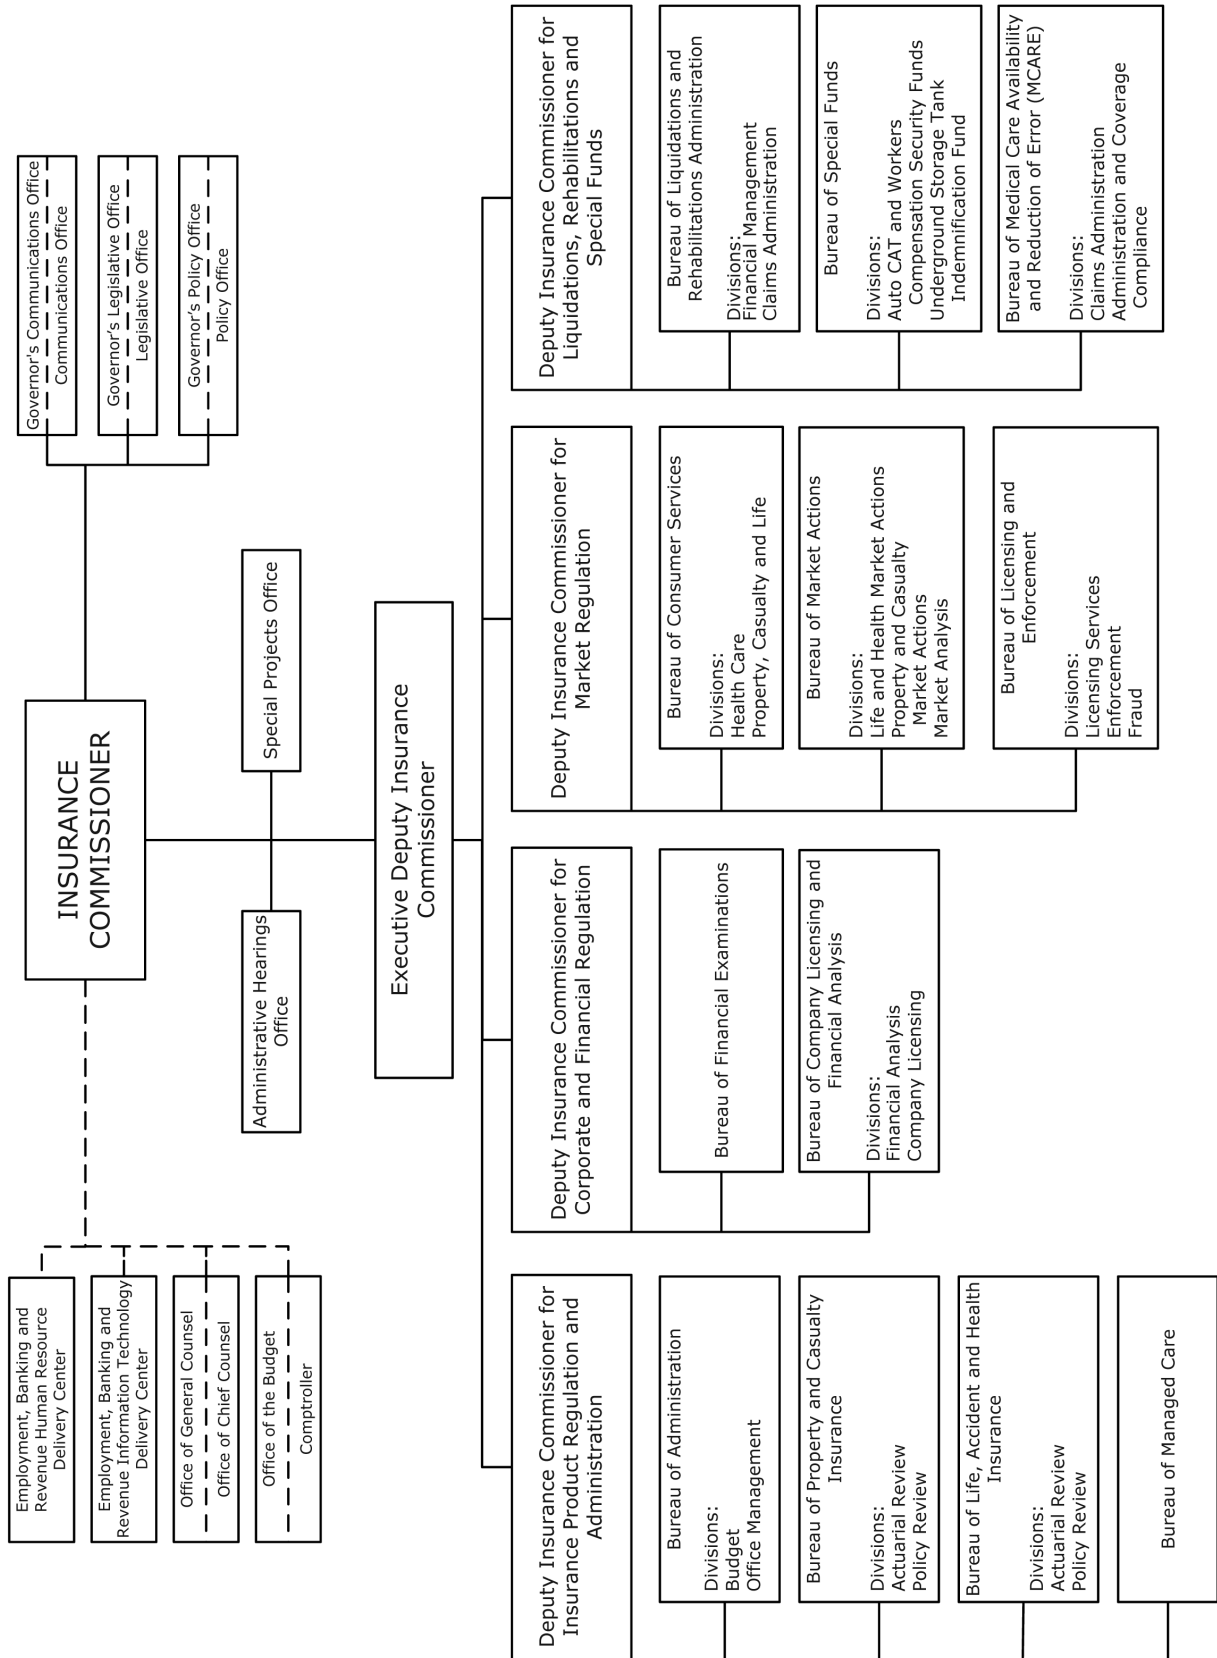 INSURANCE
COMMISSIONER
Employment, Banking and
Revenue Human Resource
Delivery Center
Employment, Banking and
Revenue Information Technology
Delivery Center
Office of General Counsel
Office of Chief Counsel
Office of the Budget
Comptroller
Governor's Communications Office
Communications Office
Governor's Legislative Office
Legislative Office
Governor's Policy Office
Policy Office
Administrative Hearings
Office
Special Projects Office
Executive Deputy Insurance
Commissioner
Deputy Insurance Commissioner for
Insurance Product Regulation and
Administration
Bureau of Administration
Divisions:
Budget
Office Management
Bureau of Property and Casualty
Insurance
Divisions:
Actuarial Review
Policy Review
Bureau of Life, Accident and Health
Insurance
Divisions:
Actuarial Review
Policy Review
Bureau of Managed Care
Deputy Insurance Commissioner for
Corporate and Financial Regulation
Bureau of Financial Examinations
Bureau of Company Licensing and
Financial Analysis
Divisions:
Financial Analysis
Company Licensing
Deputy Insurance Commissioner for
Market Regulation
Bureau of Consumer Services
Divisions:
Health Care
Property, Casualty and Life
Bureau of Market Actions
Divisions:
Life and Health Market Actions
Property and Casualty
Market Actions
Market Analysis
Bureau of Licensing and
Enforcement
Divisions:
Licensing Services
Enforcement
Fraud
Deputy Insurance Commissioner for
Liquidations, Rehabilitations and
Special Funds
Bureau of Liquidations and
Rehabilitations Administration
Divisions:
Financial Management
Claims Administration
Bureau of Special Funds
Divisions:
Auto CAT and Workers
Compensation Security Funds
Underground Storage Tank
Indemnification Fund
Bureau of Medical Care Availability
and Reduction of Error (MCARE)
Divisions:
Claims Administration
Administration and Coverage
Compliance